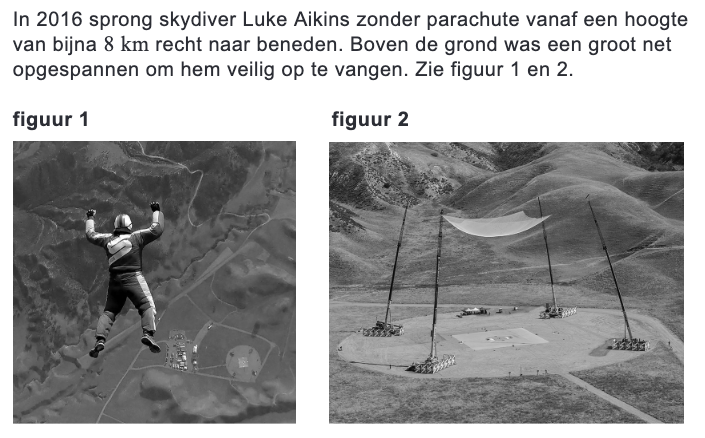 In 2016 sprong skydiver Luke Aikins zonder parachute vanaf een hoogte
van bijna 8 km recht naar beneden. Boven de grond was een groot net
opgespannen om hem veilig op te vangen. Zie figuur 1 en 2.
figuur 1
figuur 2